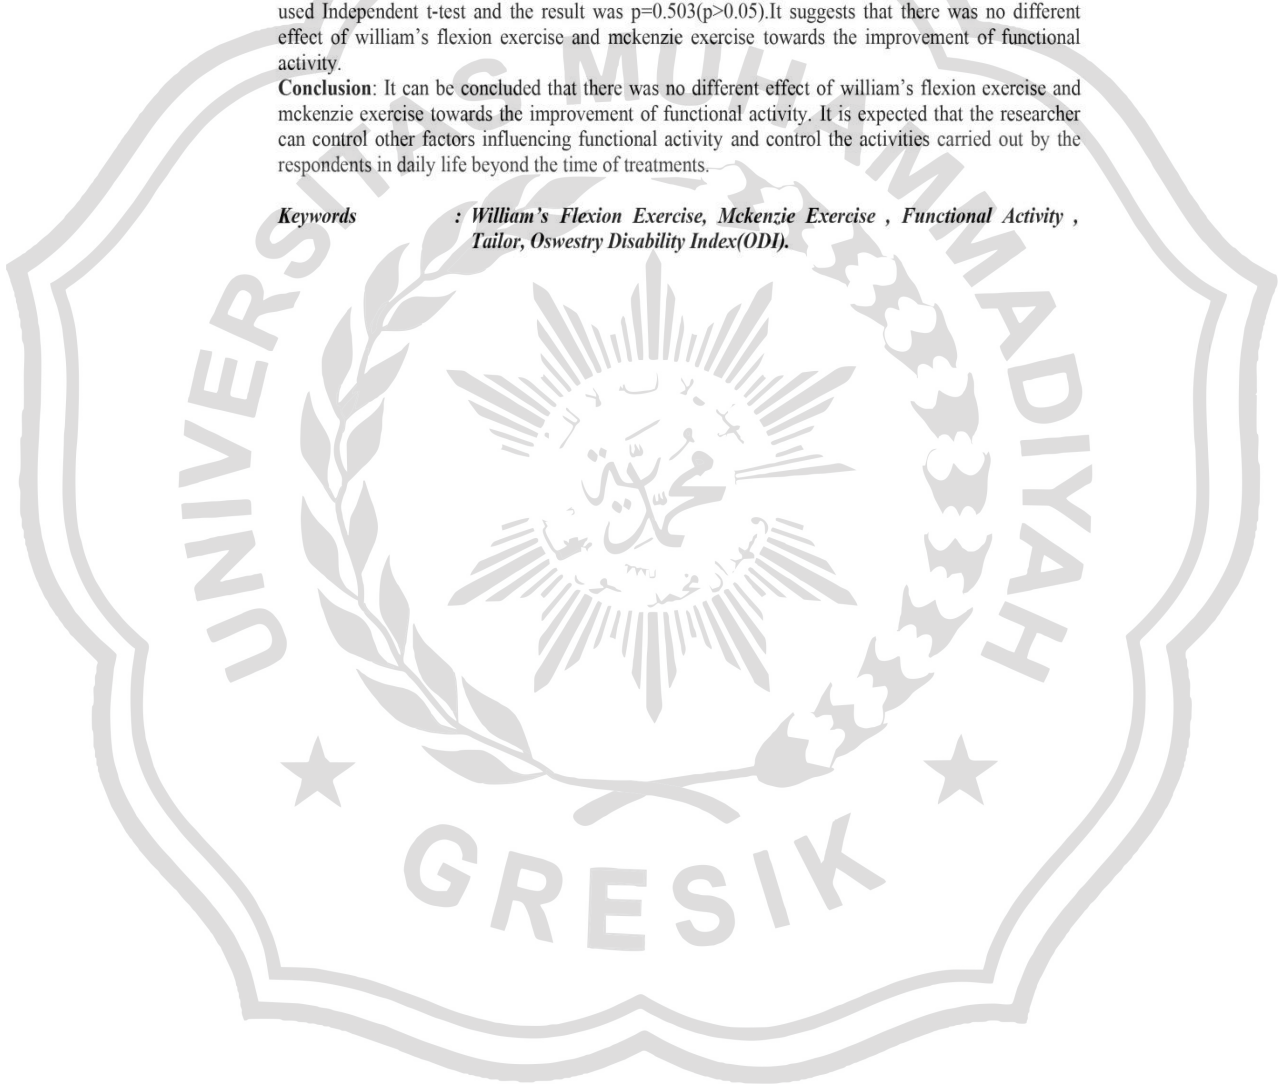 used Independent t-test and the result was p=0.503(p>0.05).It suggests that there was no different
effect of william’s flexion exercise and mckenzie exercise towards the improvement of functional
activity.
Conclusion: It can be concluded that there was no different effect of william’s flexion exercise and
mckenzie exercise towards the improvement of functional activity. It is expected that the researcher
can control other factors influencing functional activity and control the activities carried out by the
respondents in daily life beyond the time of treatments.
Keywords : William’s Flexion Exercise, Mckenzie Exercise , Functional Activity ,
Tailor, Oswestry Disability Index(ODI).
UNIVERSITAS MUHAMMADIYAH
محمدية
GRESIK